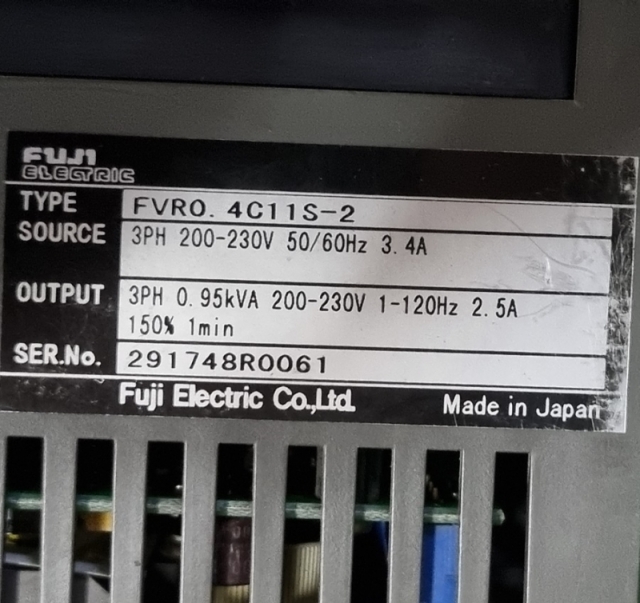 FUJI
ELECTRIC
TYPE FVR0.4C11S-2
SOURCE 3PH 200-230V 50/60Hz 3.4A
OUTPUT 3PH 0.95kVA 200-230V 1-120Hz 2.5A
150% 1min
SER.No. 291748R0061
Fuji Electric Co.,Ltd. Made in Japan